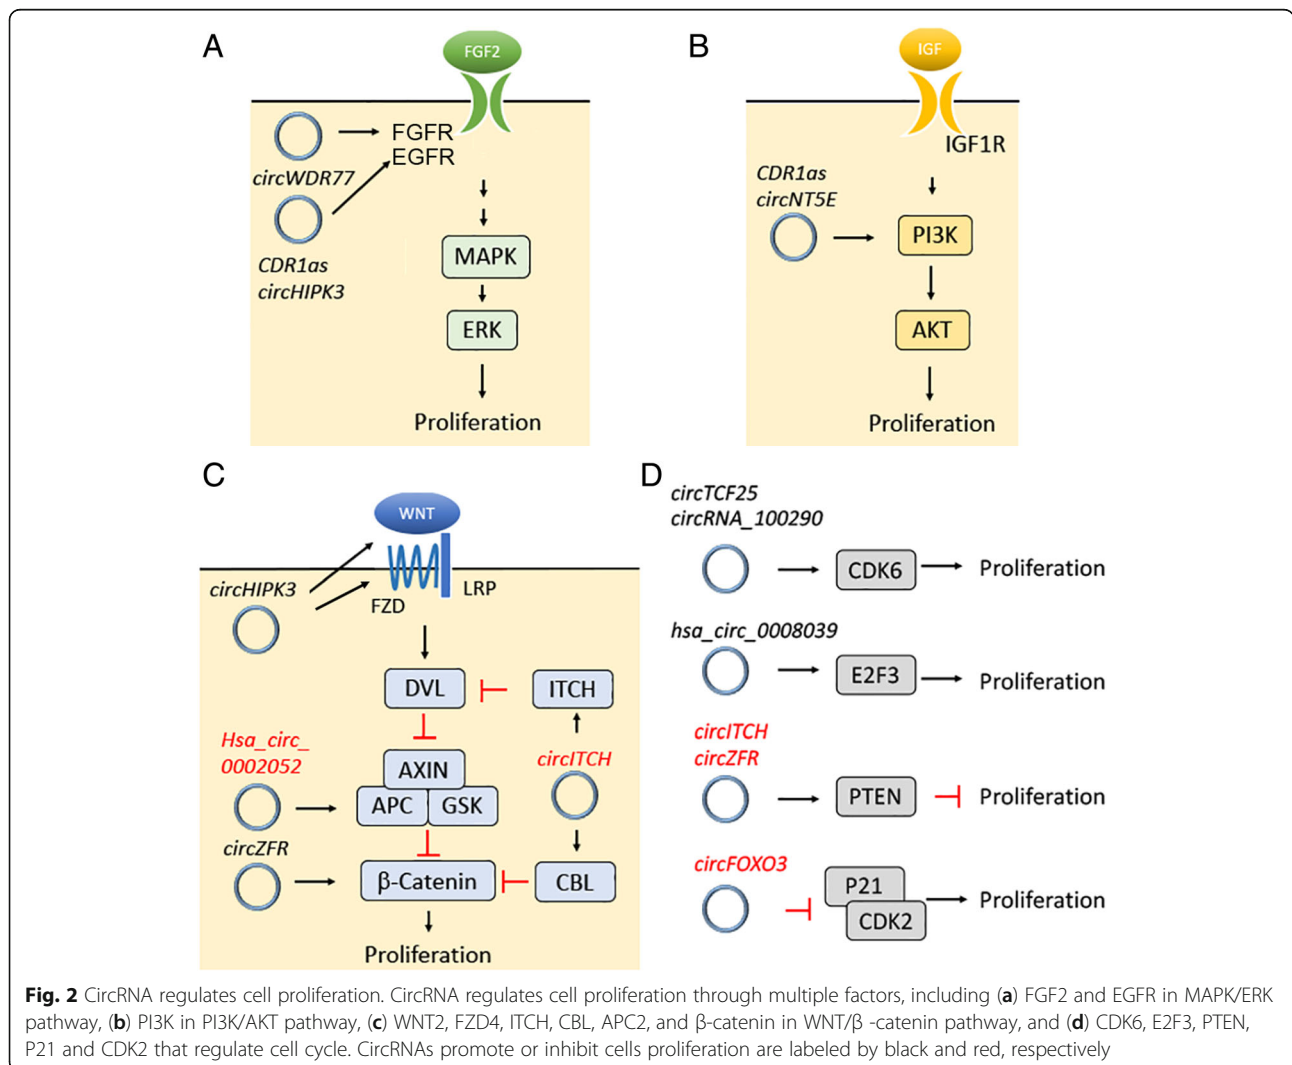 A
FGF2
FGFR
EGFR
circWDR77
CDR1as
circHIPK3
MAPK
ERK
Proliferation
B
IGF
IGF1R
CDR1as
circNT5E
PI3K
AKT
Proliferation
C
WNT
circHIPK3
FZD
LRP
DVL
ITCH
Hsa_circ_
0002052
circITCH
AXIN
APC
GSK
circZFR
β-Catenin
CBL
Proliferation
D
circTCF25
circRNA_100290
CDK6
Proliferation
hsa_circ_0008039
E2F3
Proliferation
circITCH
circZFR
PTEN
Proliferation
circFOXO3
P21
CDK2
Proliferation
Fig. 2 CircRNA regulates cell proliferation. CircRNA regulates cell proliferation through multiple factors, including (a) FGF2 and EGFR in MAPK/ERK
pathway, (b) PI3K in PI3K/AKT pathway, (c) WNT2, FZD4, ITCH, CBL, APC2, and β-catenin in WNT/β -catenin pathway, and (d) CDK6, E2F3, PTEN,
P21 and CDK2 that regulate cell cycle. CircRNAs promote or inhibit cells proliferation are labeled by black and red, respectively